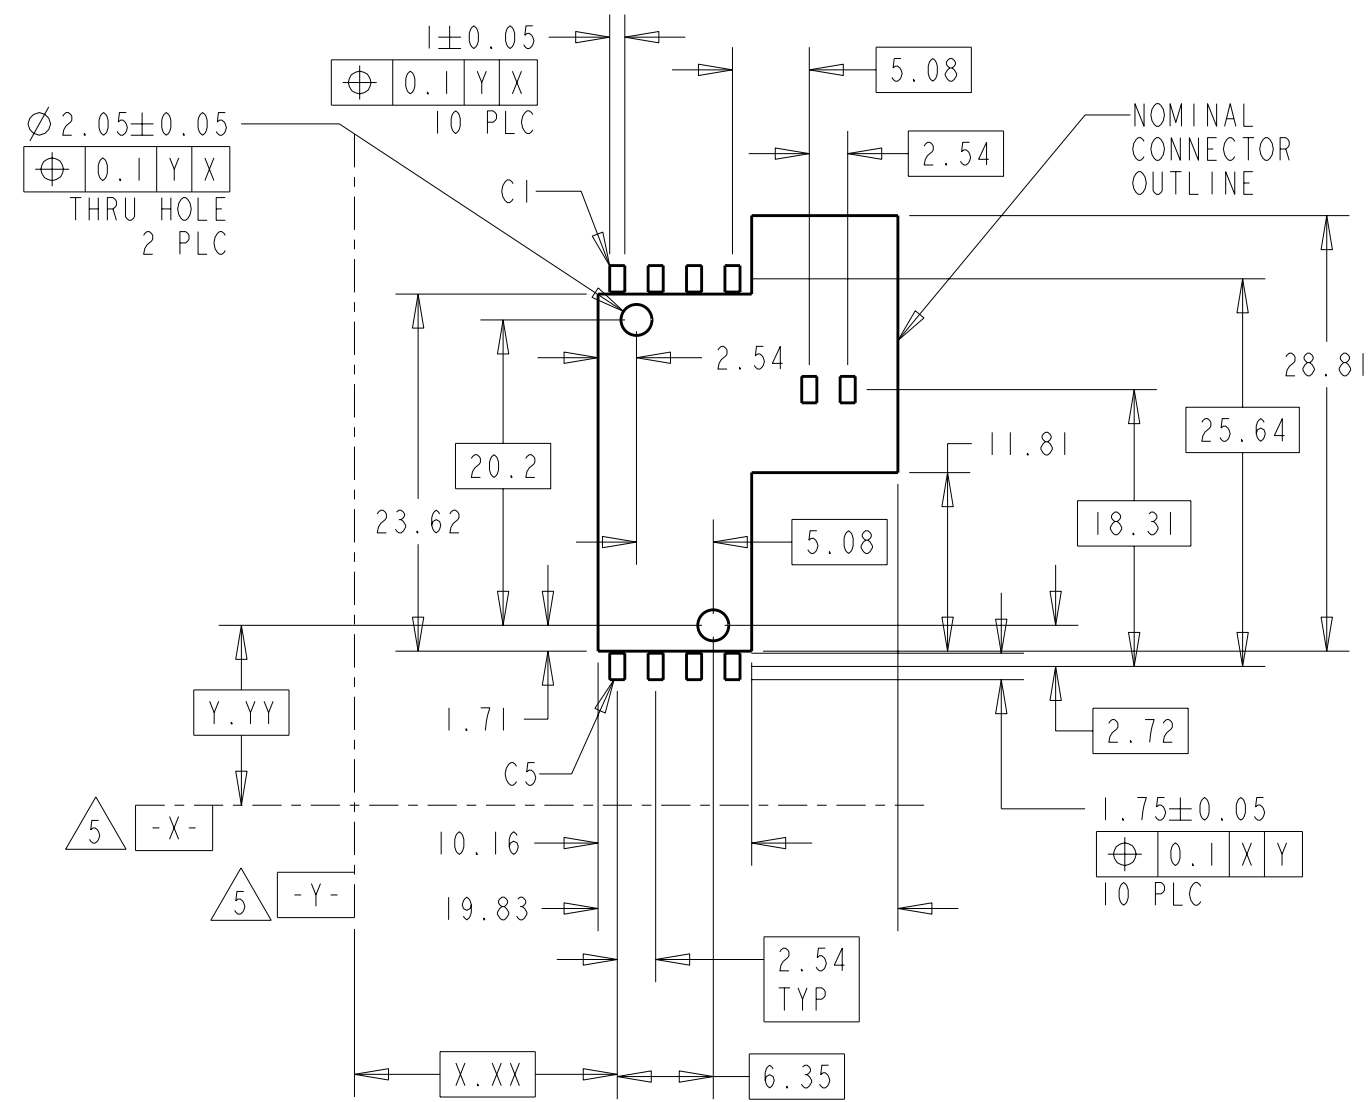 1±0.05
⌖ 0.1 Y X
10 PLC
5.08
Ø2.05±0.05
⌖ 0.1 Y X
THRU HOLE
2 PLC
2.54
NOMINAL
CONNECTOR
OUTLINE
C1
2.54
28.81
25.64
11.81
20.2
23.62
18.31
5.08
Y.YY
1.71
2.72
C5
5
-X-
1.75±0.05
⌖ 0.1 X Y
10 PLC
10.16
5
-Y-
19.83
2.54
TYP
X.XX
6.35